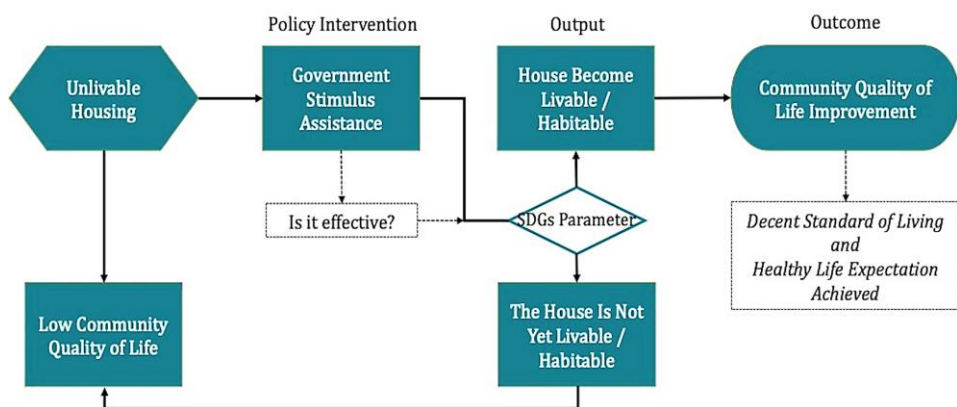 Policy Intervention
Output
Outcome
Unlivable
Housing
Government
Stimulus
Assistance
House Become
Livable /
Habitable
Community Quality
of Life Improvement
Is it effective?
SDGs Parameter
Decent Standard of Living
and
Healthy Life Expectation
Achieved
Low Community
Quality of Life
The House Is Not
Yet Livable /
Habitable